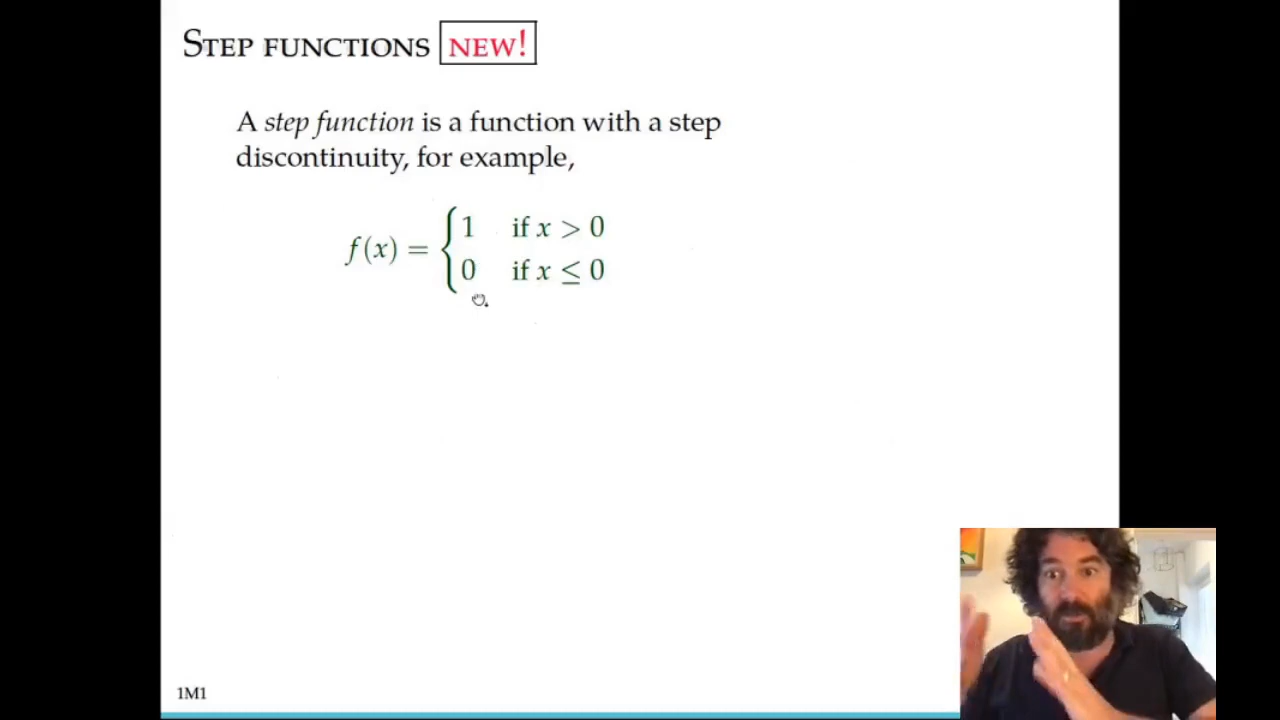 STEP FUNCTIONS NEW!
A step function is a function with a step
discontinuity, for example,
f(x) = { 1 if x > 0
0 if x ≤ 0
1M1